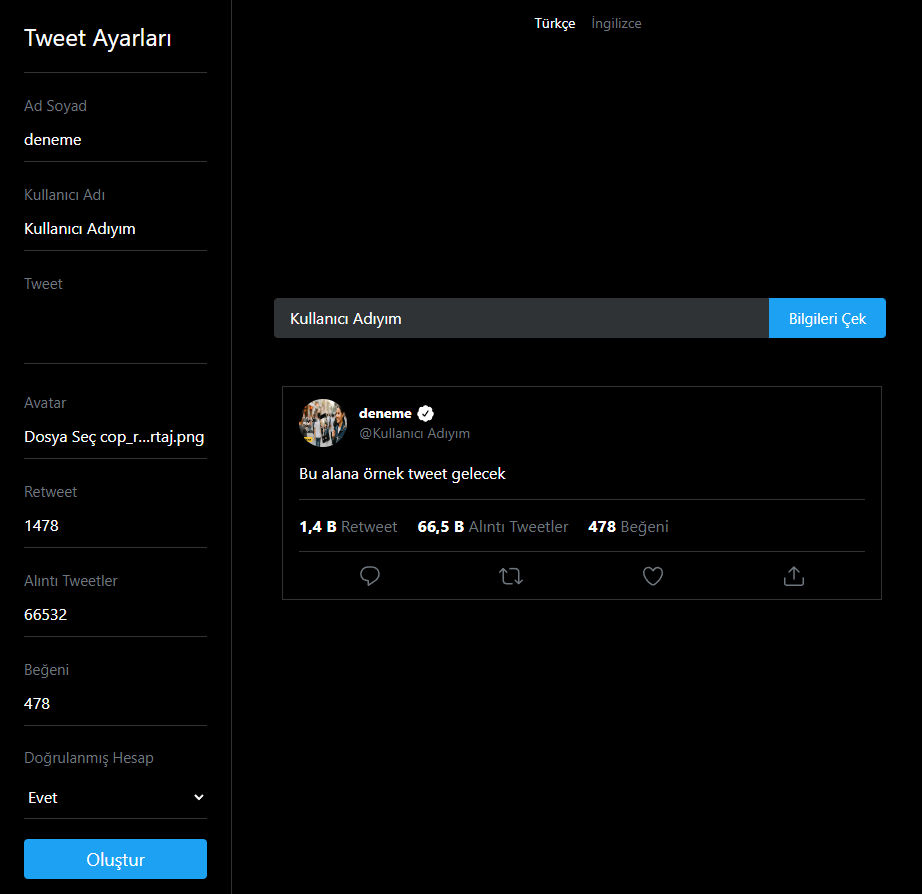 Tweet Ayarları
Ad Soyad
deneme
Kullanıcı Adı
Kullanıcı Adıyım
Tweet
Avatar
Dosya Seç cop_r...rtaj.png
Retweet
1478
Alıntı Tweetler
66532
Beğeni
478
Doğrulanmış Hesap
Evet
Oluştur
Türkçe İngilizce
Kullanıcı Adıyım Bilgileri Çek
deneme
@Kullanıcı Adıyım
Bu alana örnek tweet gelecek
1,4 B Retweet 66,5 B Alıntı Tweetler 478 Beğeni